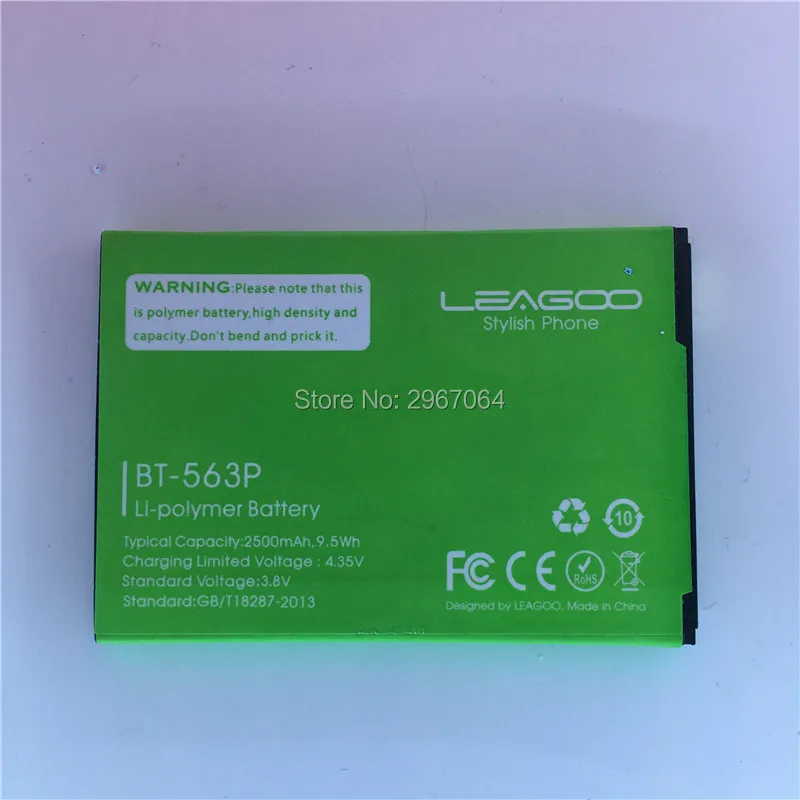 WARNING:Please note that this
is polymer battery,high density and
capacity.Don't bend and prick it.
LEAGOO
Stylish Phone
Store No: 2967064
BT-563P
Li-polymer Battery
Typical Capacity:2500mAh,9.5Wh
Charging Limited Voltage : 4.35V
Standard Voltage:3.8V
Standard:GB/T18287-2013
10
FC CE RoHS
Designed by LEAGOO, Made in China